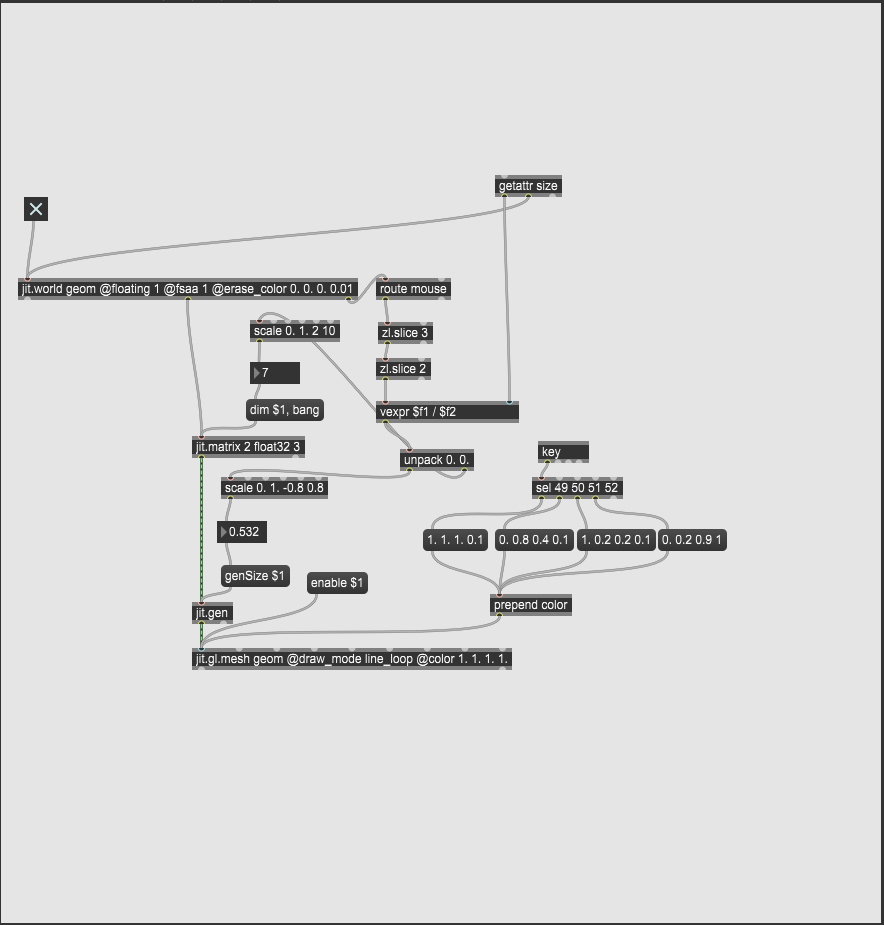 getattr size
jit.world geom @floating 1 @fsaa 1 @erase_color 0. 0. 0. 0.01
route mouse
scale 0. 1. 2 10
zl.slice 3
7
zl.slice 2
dim $1, bang
vexpr $f1 / $f2
jit.matrix 2 float32 3
key
unpack 0. 0.
scale 0. 1. -0.8 0.8
sel 49 50 51 52
0.532
1. 1. 1. 0.1
0. 0.8 0.4 0.1
1. 0.2 0.2 0.1
0. 0.2 0.9 1
genSize $1
enable $1
jit.gen
prepend color
jit.gl.mesh geom @draw_mode line_loop @color 1. 1. 1. 1.